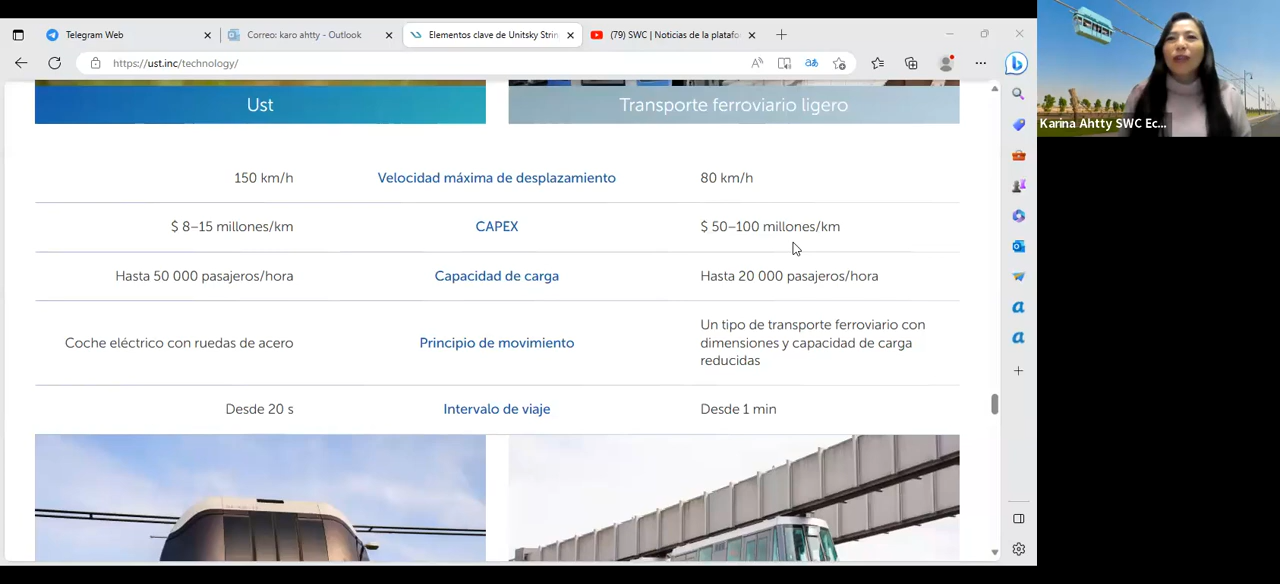 Telegram Web
Correo: karo ahtty - Outlook
Elementos clave de Unitsky Strin
(79) SWC | Noticias de la platafo
https://ust.inc/technology/
Karina Ahtty SWC Ec...
Ust
Transporte ferroviario ligero
150 km/h
Velocidad máxima de desplazamiento
80 km/h
$ 8–15 millones/km
CAPEX
$ 50–100 millones/km
Hasta 50 000 pasajeros/hora
Capacidad de carga
Hasta 20 000 pasajeros/hora
Coche eléctrico con ruedas de acero
Principio de movimiento
Un tipo de transporte ferroviario con
dimensiones y capacidad de carga
reducidas
Desde 20 s
Intervalo de viaje
Desde 1 min